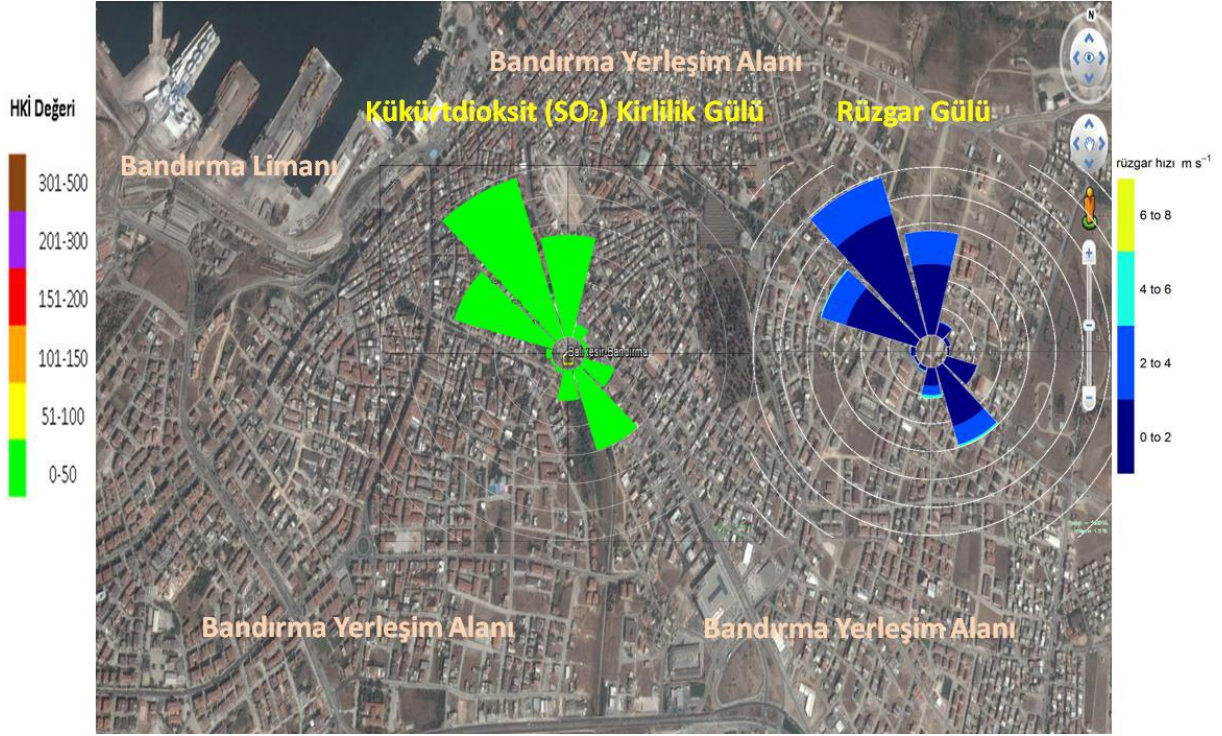 Bandırma Yerleşim Alanı
N
HKİ Değeri
Kükürtdioksit (SO₂) Kirlilik Gülü
Rüzgar Gülü
Bandırma Limanı
rüzgar hızı m s⁻¹
301-500
201-300
151-200
101-150
51-100
0-50
6 to 8
4 to 6
2 to 4
0 to 2
Balıkesir-Bandırma
Bandırma Yerleşim Alanı
Bandırma Yerleşim Alanı